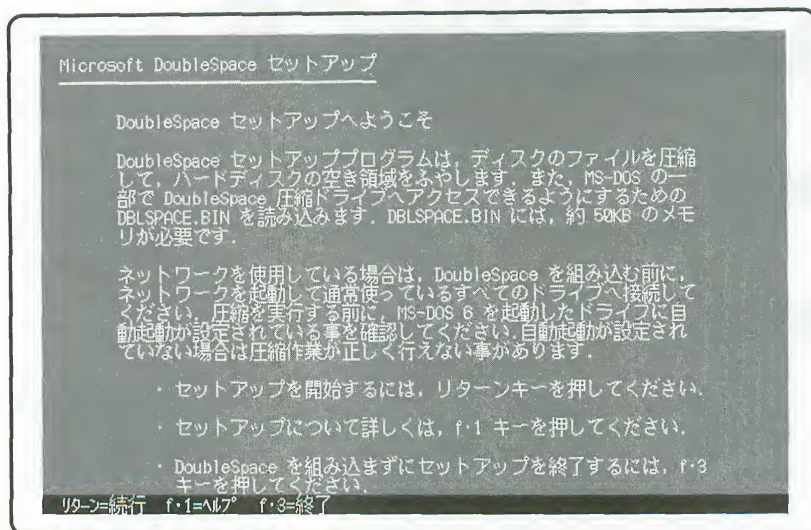 Microsoft DoubleSpace セットアップ
DoubleSpace セットアップへようこそ
DoubleSpace セットアッププログラムは，ディスクのファイルを圧縮
して，ハードディスクの空き領域をふやします．また，MS-DOS の一
部で DoubleSpace 圧縮ドライブへアクセスできるようにするための
DBLSPACE.BIN を読み込みます．DBLSPACE.BIN には，約 50KB のメモ
リが必要です．
ネットワークを使用している場合は，DoubleSpace を組み込む前に，
ネットワークを起動して通常使っているすべてのドライブへ接続して
ください．圧縮を実行する前に，MS-DOS 6 を起動したドライブに自
動起動が設定されている事を確認してください．自動起動が設定され
ていない場合は圧縮作業が正しく行えない事があります．
・セットアップを開始するには，リターンキーを押してください．
・セットアップについて詳しくは，f・1 キーを押してください．
・DoubleSpace を組み込まずにセットアップを終了するには，f・3
キーを押してください．
ﾘﾀｰﾝ=続行 f・1=ﾍﾙﾌﾟ f・3=終了